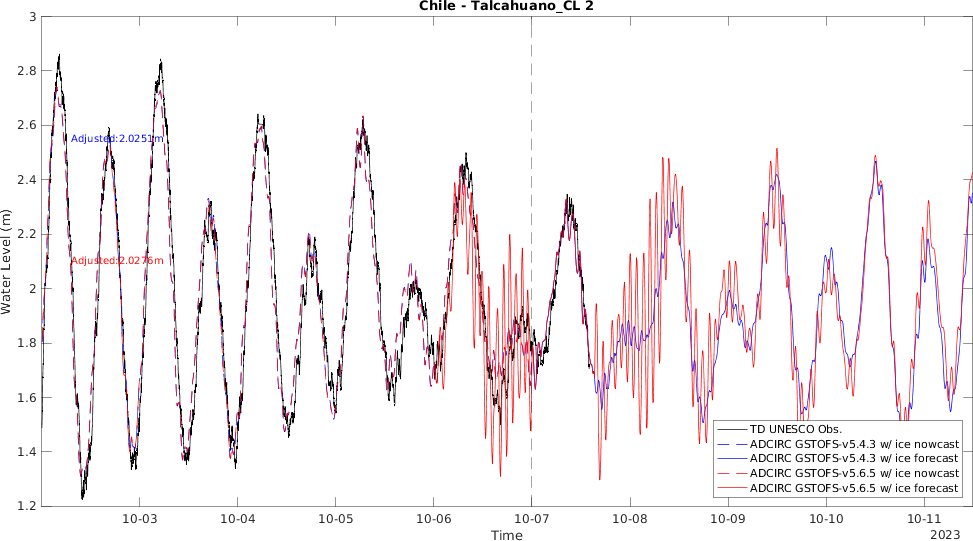 Chile - Talcahuano_CL 2
3
2.8
2.6
2.4
2.2
2
1.8
1.6
1.4
1.2
Water Level (m)
Adjusted:2.0251m
Adjusted:2.0276m
TD UNESCO Obs.
ADCIRC GSTOFS-v5.4.3 w/ ice nowcast
ADCIRC GSTOFS-v5.4.3 w/ ice forecast
ADCIRC GSTOFS-v5.6.5 w/ ice nowcast
ADCIRC GSTOFS-v5.6.5 w/ ice forecast
10-03 10-04 10-05 10-06 10-07 10-08 10-09 10-10 10-11
Time
2023